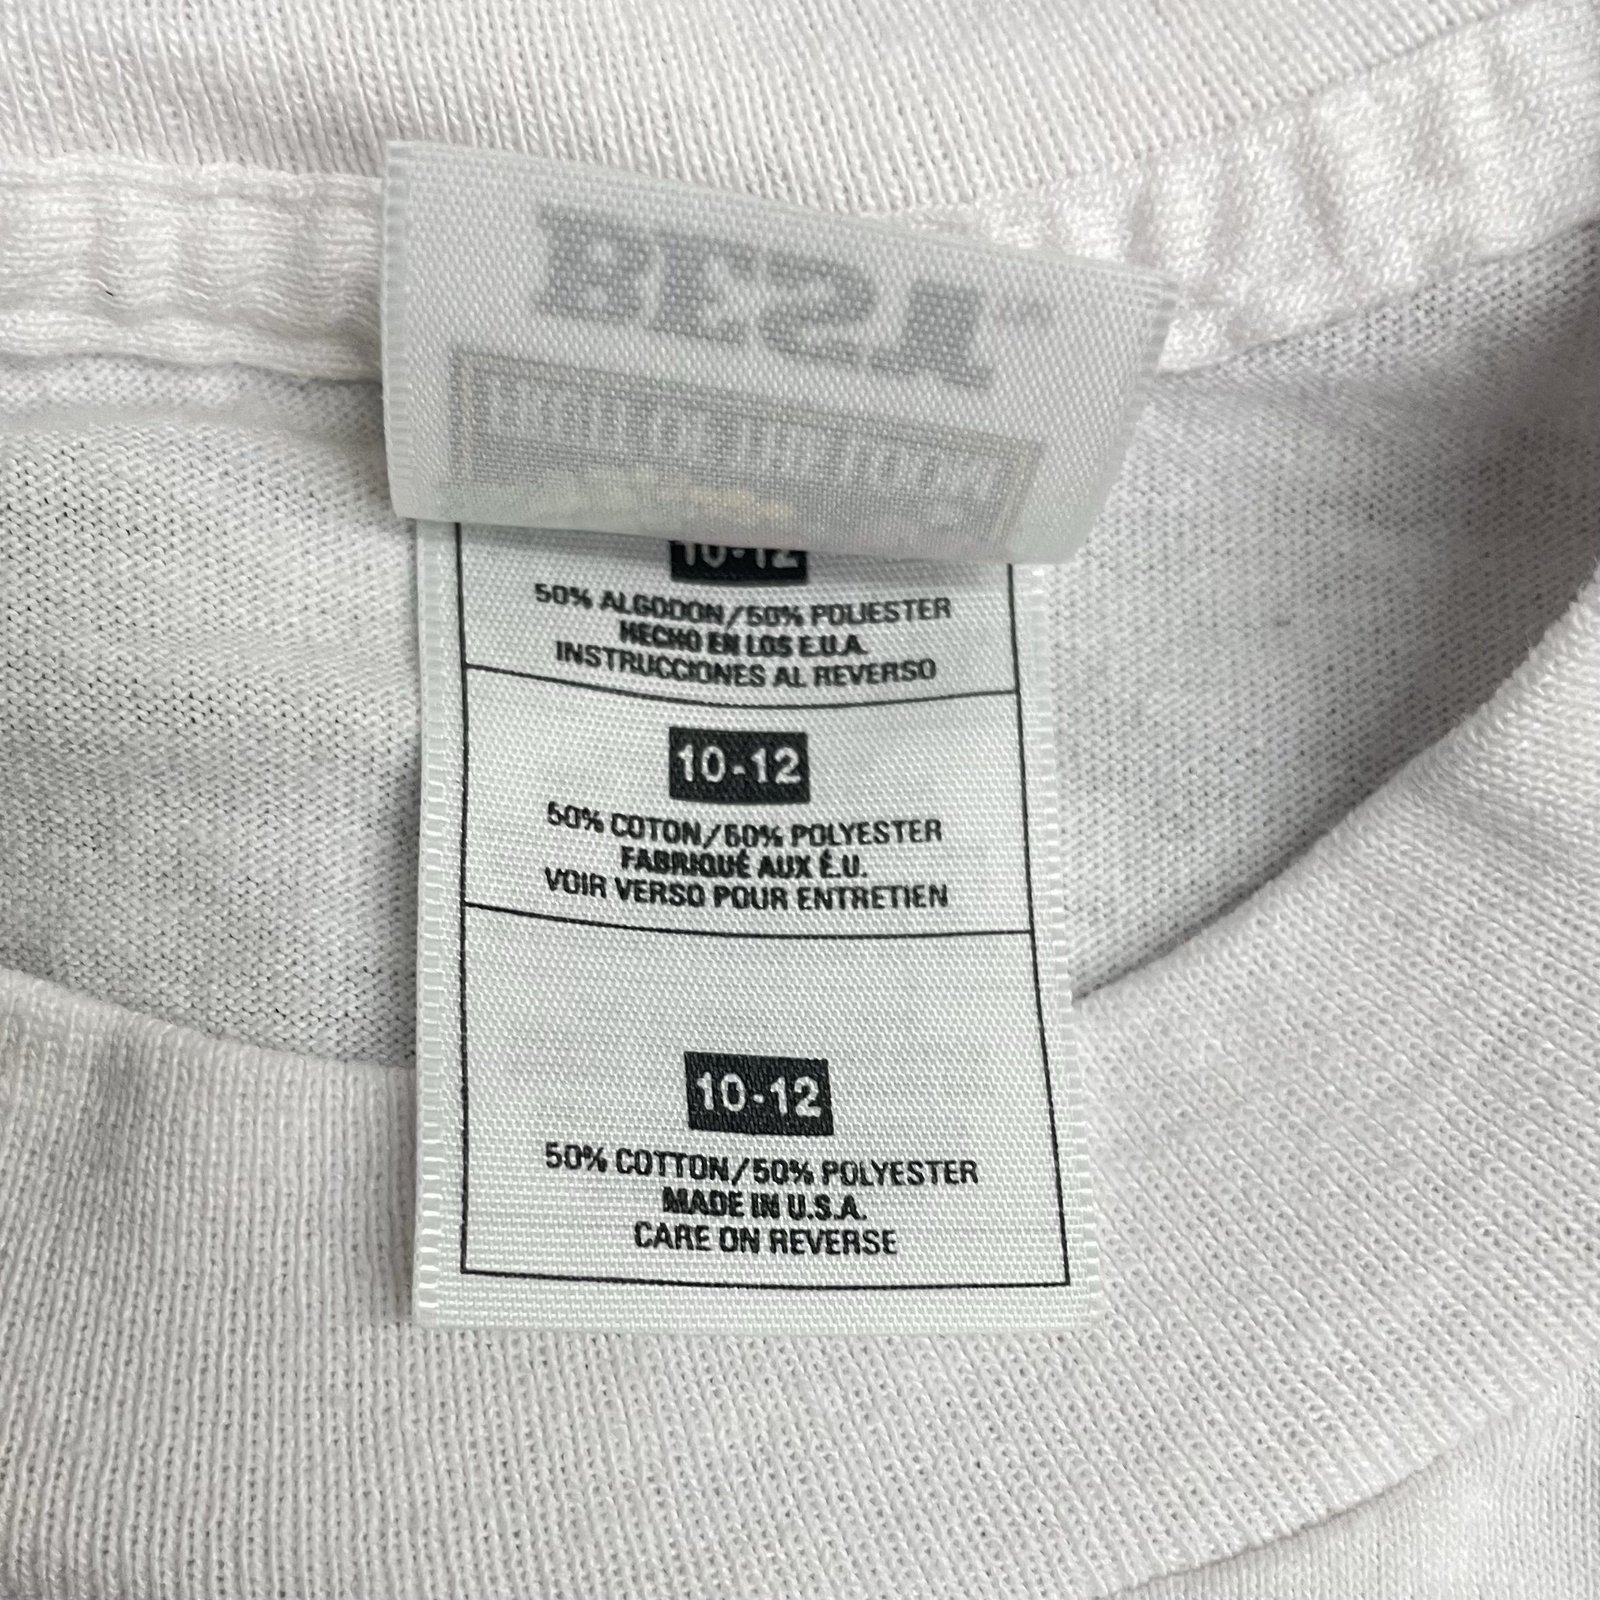 10-12
50% ALGODON/50% POLIESTER
HECHO EN LOS E.U.A.
INSTRUCCIONES AL REVERSO
10-12
50% COTON/50% POLYESTER
FABRIQUÉ AUX É.U.
VOIR VERSO POUR ENTRETIEN
10-12
50% COTTON/50% POLYESTER
MADE IN U.S.A.
CARE ON REVERSE